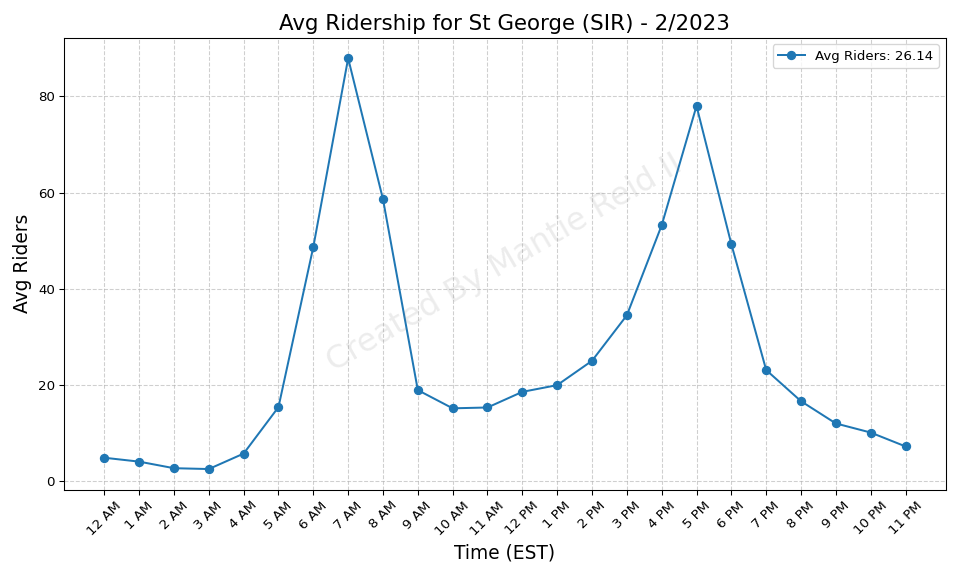 Avg Ridership for St George (SIR) - 2/2023
Avg Riders: 26.14
Avg Riders
80
60
40
20
0
Created By Mantle Reid II
12 AM
1 AM
2 AM
3 AM
4 AM
5 AM
6 AM
7 AM
8 AM
9 AM
10 AM
11 AM
12 PM
1 PM
2 PM
3 PM
4 PM
5 PM
6 PM
7 PM
8 PM
9 PM
10 PM
11 PM
Time (EST)